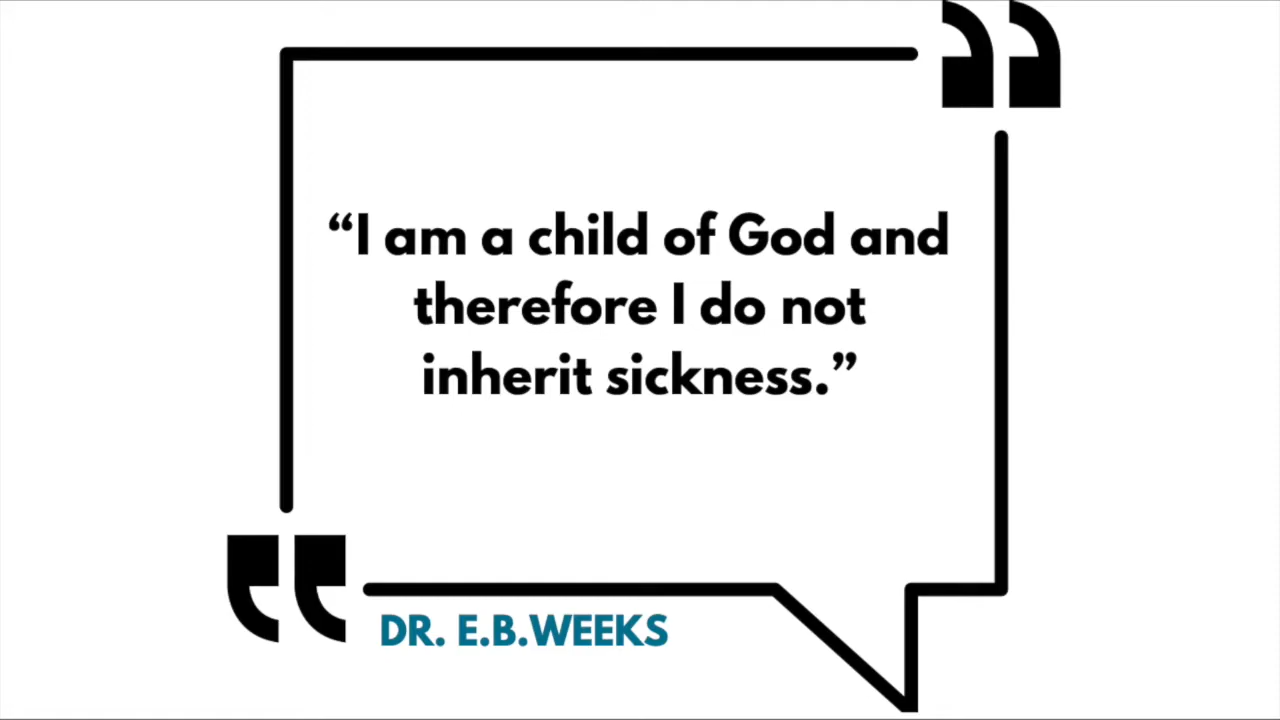 “I am a child of God and
therefore I do not
inherit sickness.”
DR. E.B.WEEKS